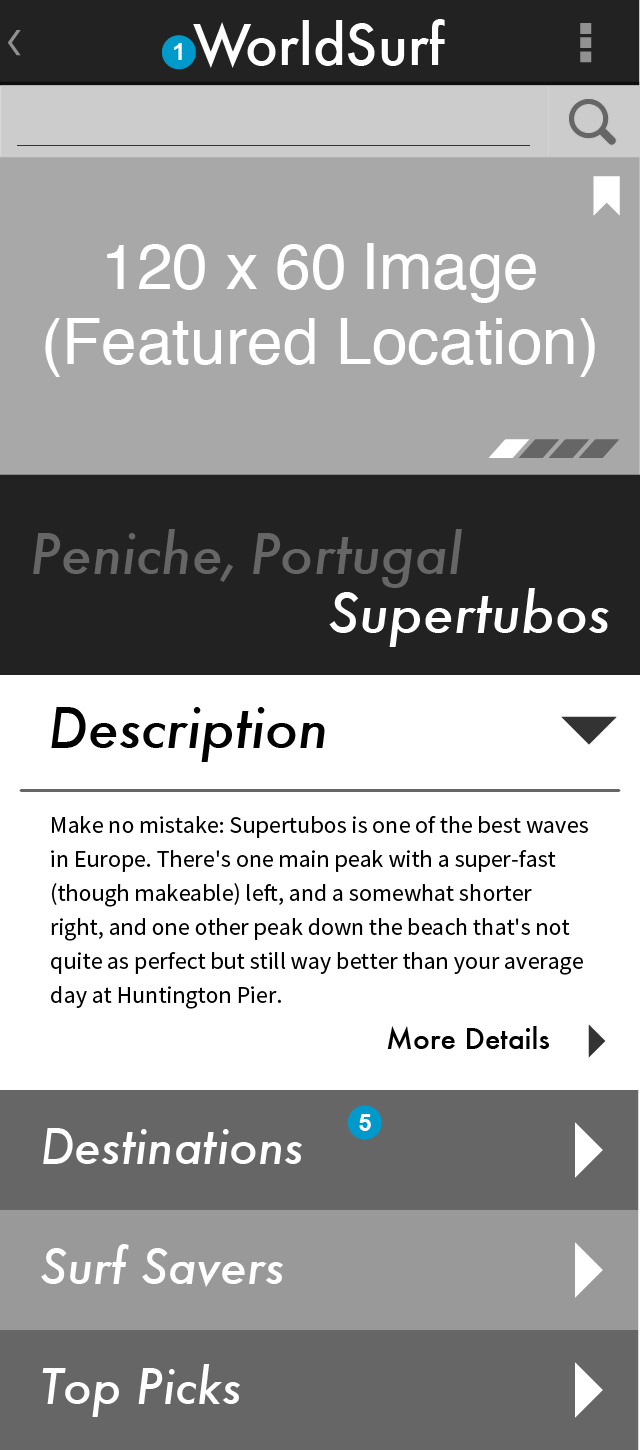 1 WorldSurf
120 x 60 Image
(Featured Location)
Peniche, Portugal
Supertubos
Description
Make no mistake: Supertubos is one of the best waves
in Europe. There's one main peak with a super-fast
(though makeable) left, and a somewhat shorter
right, and one other peak down the beach that's not
quite as perfect but still way better than your average
day at Huntington Pier.
More Details
Destinations 5
Surf Savers
Top Picks